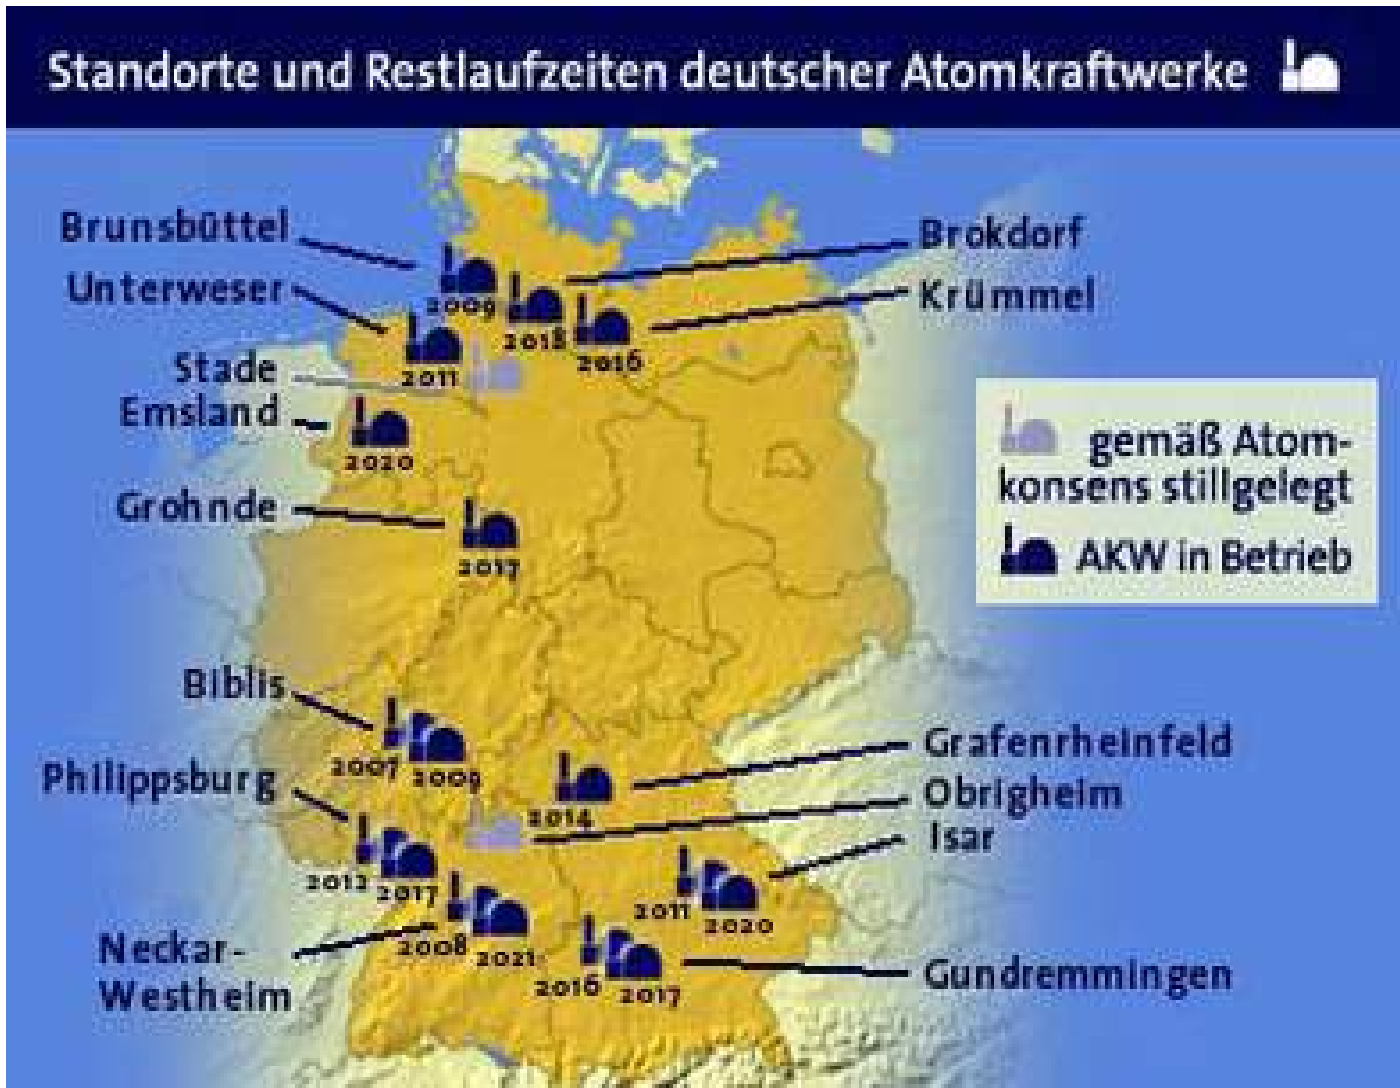 Standorte und Restlaufzeiten deutscher Atomkraftwerke
Brunsbüttel
Brokdorf
2009
Unterweser
Krümmel
2018
2016
Stade
2011
Emsland
2020
gemäß Atom-
konsens stillgelegt
Grohnde
2017
AKW in Betrieb
Biblis
2007 2009
Grafenrheinfeld
Philippsburg
2014
Obrigheim
Isar
2012 2017
2011 2020
Neckar-
Westheim
2008 2021
2016 2017
Gundremmingen